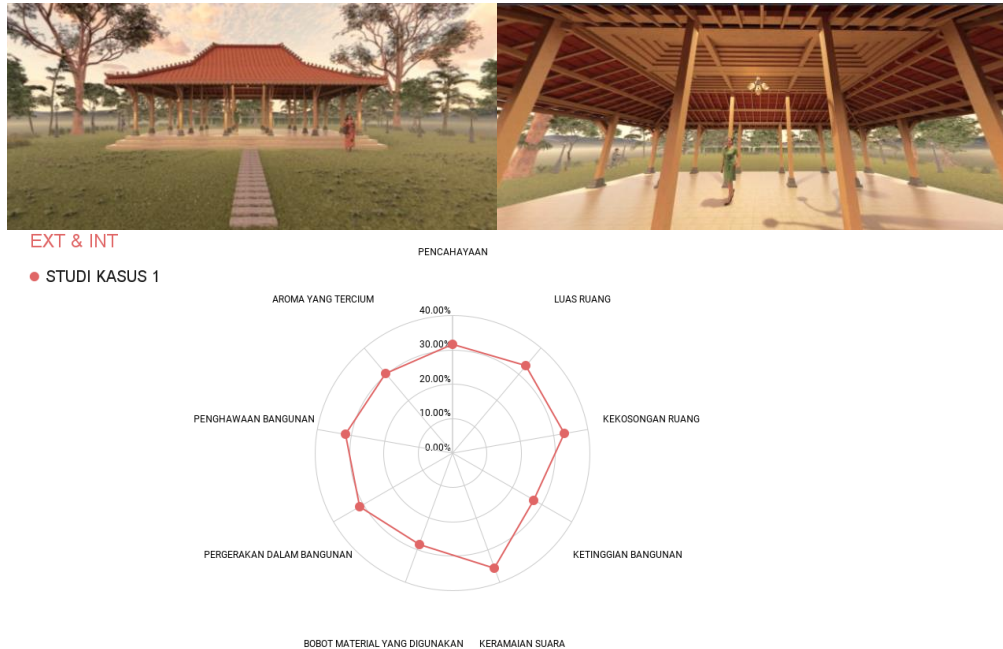 EXT & INT
STUDI KASUS 1
PENCAHAYAAN
AROMA YANG TERCIUM
LUAS RUANG
40.00%
30.00%
20.00%
10.00%
0.00%
PENGHAWAAN BANGUNAN
KEKOSONGAN RUANG
PERGERAKAN DALAM BANGUNAN
KETINGGIAN BANGUNAN
BOBOT MATERIAL YANG DIGUNAKAN
KERAMAIAN SUARA